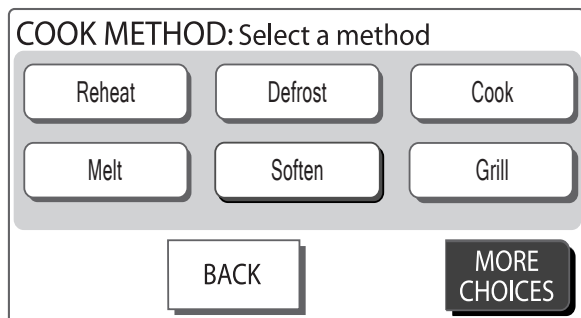 COOK METHOD: Select a method
Reheat Defrost Cook
Melt Soften Grill
BACK MORE CHOICES